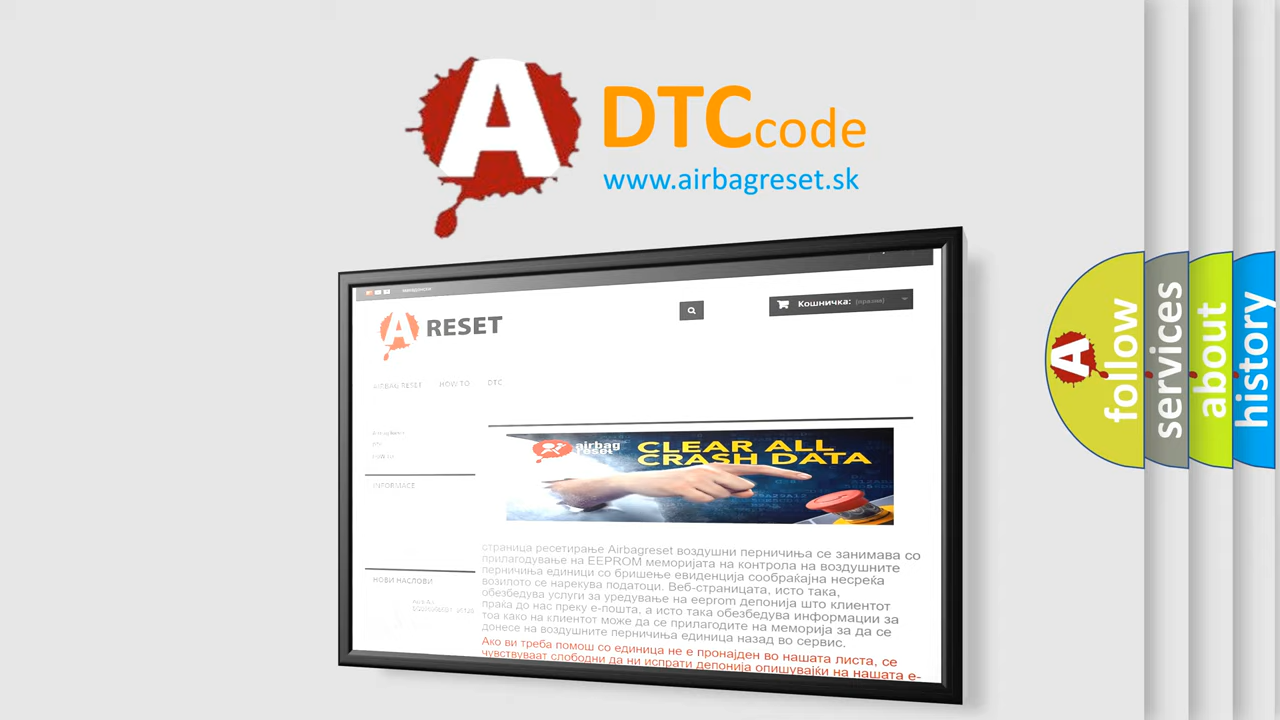 A
DTCcode
www.airbagreset.sk
A RESET
Кошничка: (празна)
AIRBAG RESET HOW TO DTC
INFORMACE
airbag
reset
CLEAR ALL
CRASH DATA
страница ресетирање Airbagreset воздушни перничиња се занимава со
прилагодување на EEPROM меморијата на контрола на воздушните
перничиња единици со бришење евиденција сообраќајна несреќа
возилото се нарекува податоци. Веб-страницата, исто така,
обезбедува услуги за уредување на eeprom депонија што клиентот
праќа до нас преку е-пошта, а исто така обезбедува информации за
тоа како на клиентот може да се прилагодите на меморија за да се
донесе на воздушните перничиња единица назад во сервис.
Ако ви треба помош со единица не е пронајден во нашата листа, се
чувствуваат слободни да ни испрати депонија опишувајќи на нашата е-
НОВИ НАСЛОВИ
A
follow
services
about
history